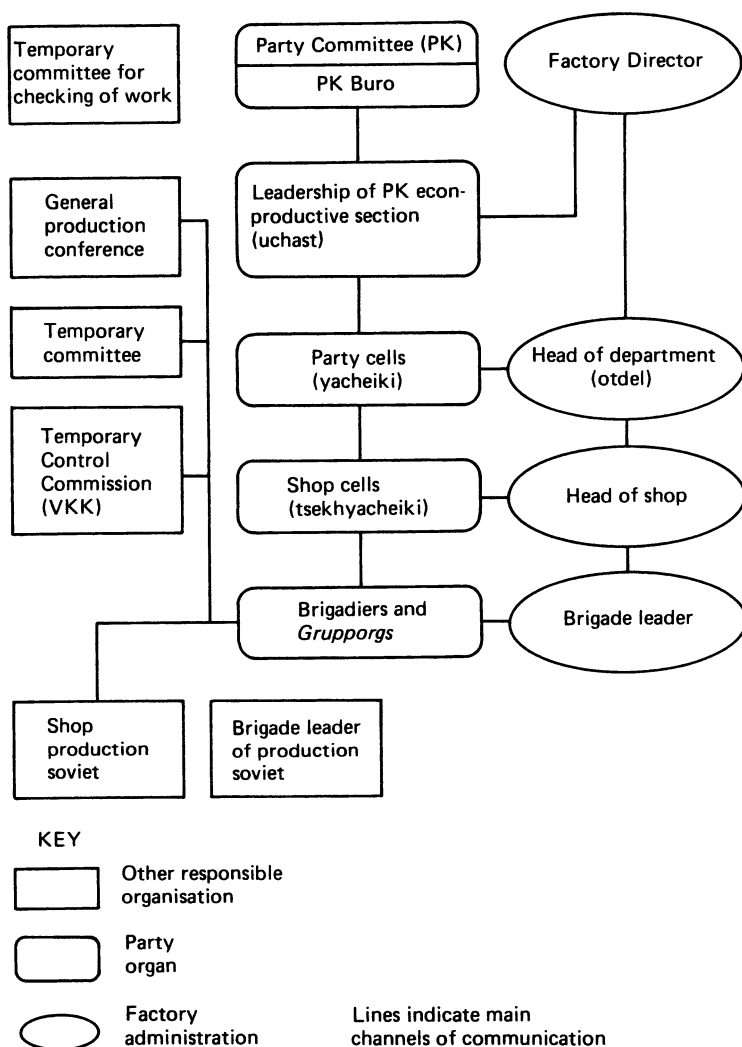 Temporary
committee for
checking of work
Party Committee (PK)
PK Buro
Factory Director
General
production
conference
Leadership of PK econ-
productive section
(uchast)
Temporary
committee
Party cells
(yacheiki)
Head of department
(otdel)
Temporary
Control
Commission
(VKK)
Shop cells
(tsekhyacheiki)
Head of shop
Brigadiers and
Grupporgs
Brigade leader
Shop
production
soviet
Brigade leader
of production
soviet
KEY
Other responsible
organisation
Party
organ
Factory
administration
Lines indicate main
channels of communication